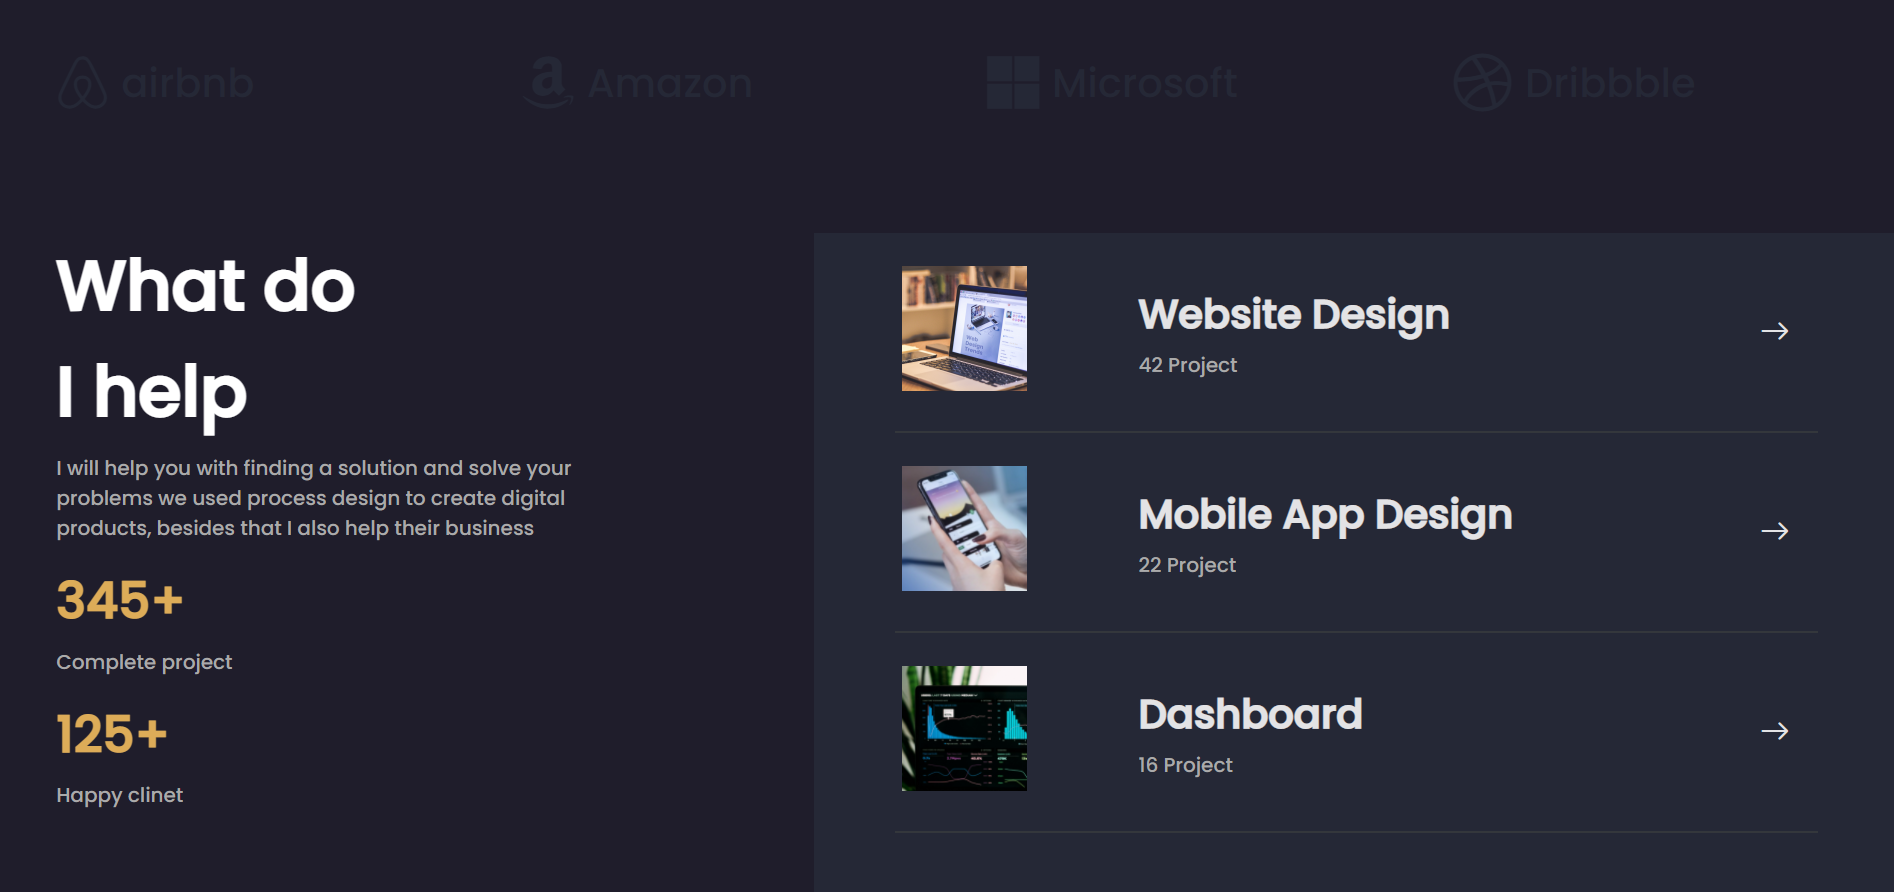 airbnb
Amazon
Microsoft
Dribbble
What do
I help
I will help you with finding a solution and solve your
problems we used process design to create digital
products, besides that I also help their business
345+
Complete project
125+
Happy clinet
Website Design
42 Project
Mobile App Design
22 Project
Dashboard
16 Project